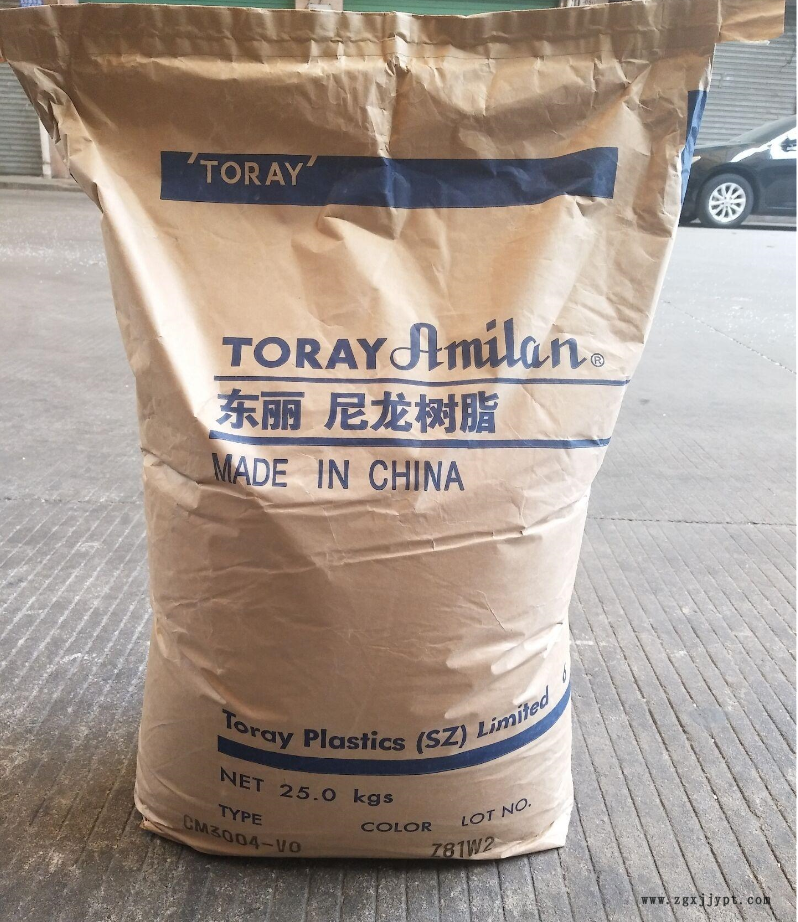 'TORAY'
TORAY Amilan®
东丽 尼龙树脂
MADE IN CHINA
Toray Plastics (SZ) Limited
NET 25.0 kgs
TYPE COLOR LOT NO.
CM3004-V0 Z81W2
www.zgxjjypt.com